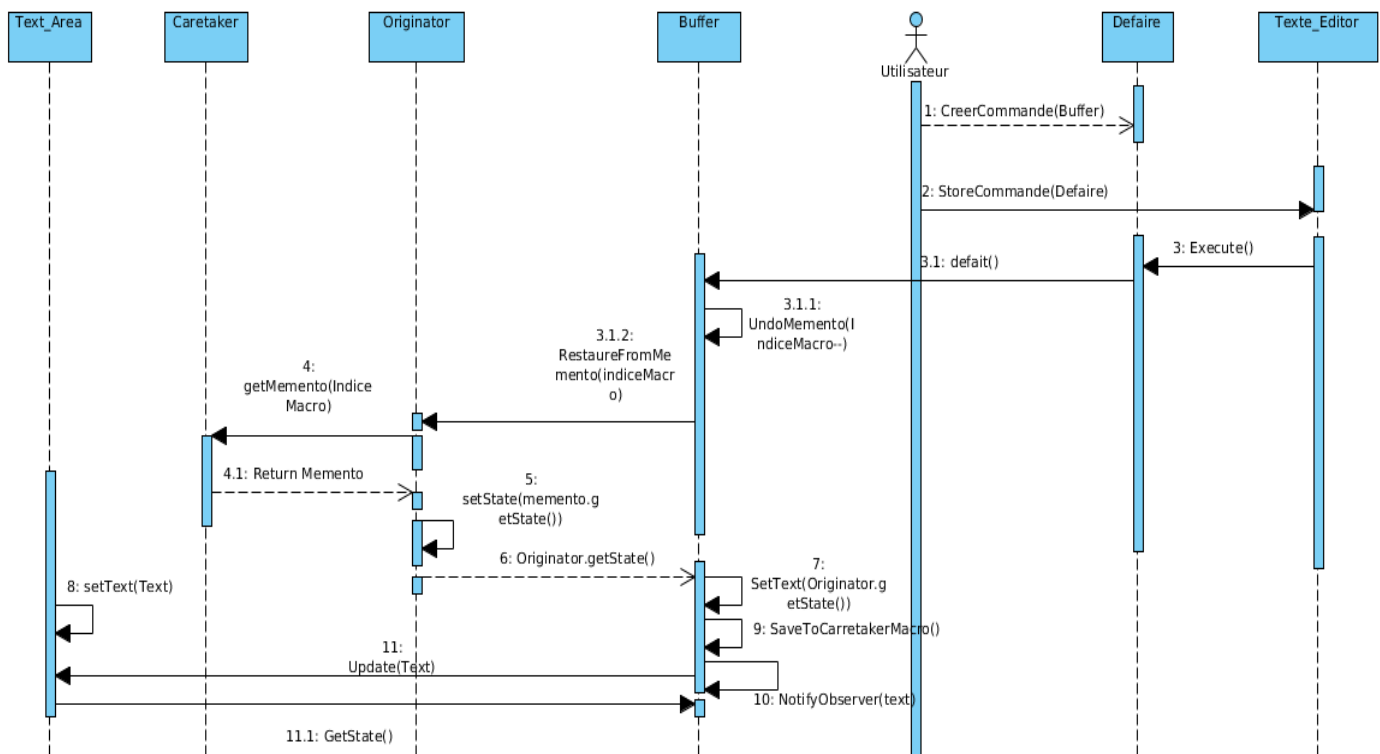 Text_Area
Caretaker
Originator
Buffer
Utilisateur
Defaire
Texte_Editor
1: CreerCommande(Buffer)
2: StoreCommande(Defaire)
3: Execute()
3.1: defait()
3.1.1:
UndoMemento(I
ndiceMacro--)
3.1.2:
RestaureFromMe
mento(indiceMacr
o)
4:
getMemento(Indice
Macro)
4.1: Return Memento
5:
setState(memento.g
etState())
6: Originator.getState()
7:
SetText(Originator.g
etState())
8: setText(Text)
9: SaveToCarretakerMacro()
11:
Update(Text)
10: NotifyObserver(text)
11.1: GetState()